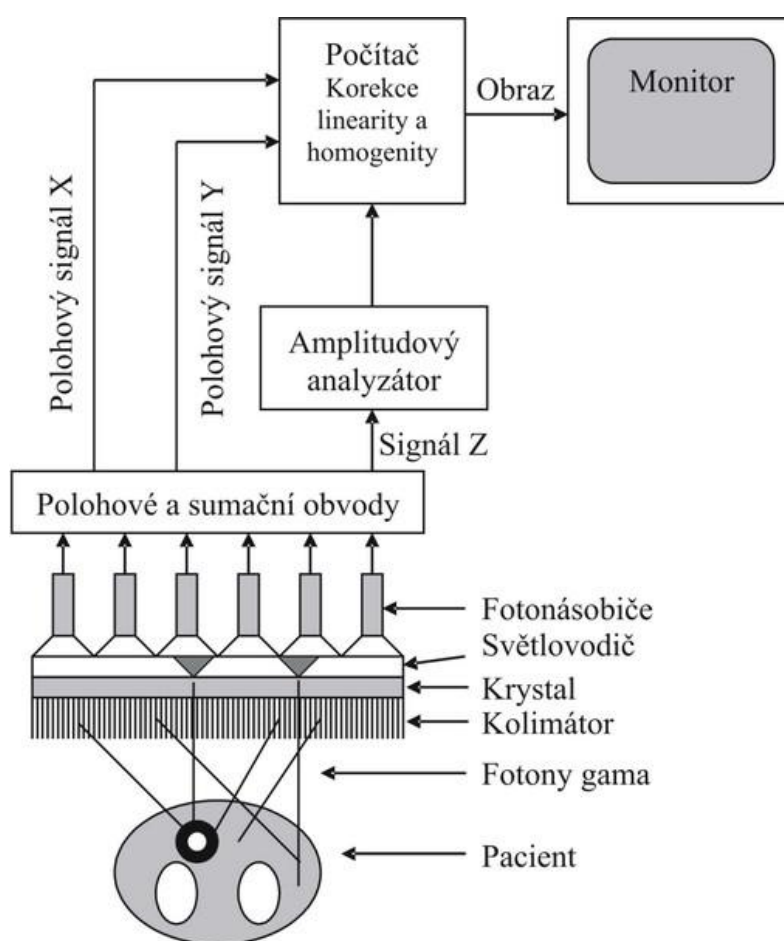 Počítač
Korekce
linearity a
homogenity
Obraz
Monitor
Polohový signál X
Polohový signál Y
Amplitudový
analyzátor
Signál Z
Polohové a sumační obvody
Fotonásobiče
Světlovodič
Krystal
Kolimátor
Fotony gama
Pacient